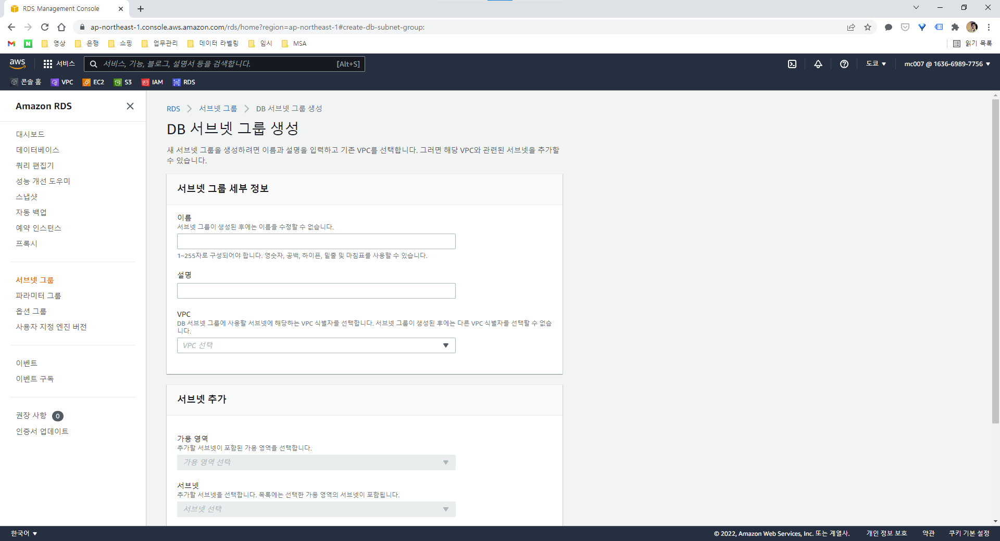 RDS Management Console
ap-northeast-1.console.aws.amazon.com/rds/home?region=ap-northeast-1#create-db-subnet-group:
영상 은행 쇼핑 업무관리 데이터 라벨링 임시 MSA 읽기 목록
aws 서비스 서비스, 기능, 블로그, 설명서 등을 검색합니다. [Alt+S] 도쿄 mc007 @ 1636-6989-7756
콘솔 홈 VPC EC2 S3 IAM RDS
Amazon RDS
대시보드
데이터베이스
쿼리 편집기
성능 개선 도우미
스냅샷
자동 백업
예약 인스턴스
프록시
서브넷 그룹
파라미터 그룹
옵션 그룹
사용자 지정 엔진 버전
이벤트
이벤트 구독
권장 사항 0
인증서 업데이트
RDS 서브넷 그룹 DB 서브넷 그룹 생성
DB 서브넷 그룹 생성
새 서브넷 그룹을 생성하려면 이름과 설명을 입력하고 기존 VPC를 선택합니다. 그러면 해당 VPC와 관련된 서브넷을 추가할
수 있습니다.
서브넷 그룹 세부 정보
이름
서브넷 그룹이 생성된 후에는 이름을 수정할 수 없습니다.
1~255자로 구성되어야 합니다. 영숫자, 공백, 하이픈, 밑줄 및 마침표를 사용할 수 있습니다.
설명
VPC
DB 서브넷 그룹에 사용할 서브넷에 해당하는 VPC 식별자를 선택합니다. 서브넷 그룹이 생성된 후에는 다른 VPC 식별자를 선택할 수 없습
니다.
VPC 선택
서브넷 추가
가용 영역
추가할 서브넷이 포함된 가용 영역을 선택합니다.
가용 영역 선택
서브넷
추가할 서브넷을 선택합니다. 목록에는 선택한 가용 영역의 서브넷이 포함됩니다.
서브넷 선택
한국어 © 2022, Amazon Web Services, Inc. 또는 계열사. 개인 정보 보호 약관 쿠키 기본 설정